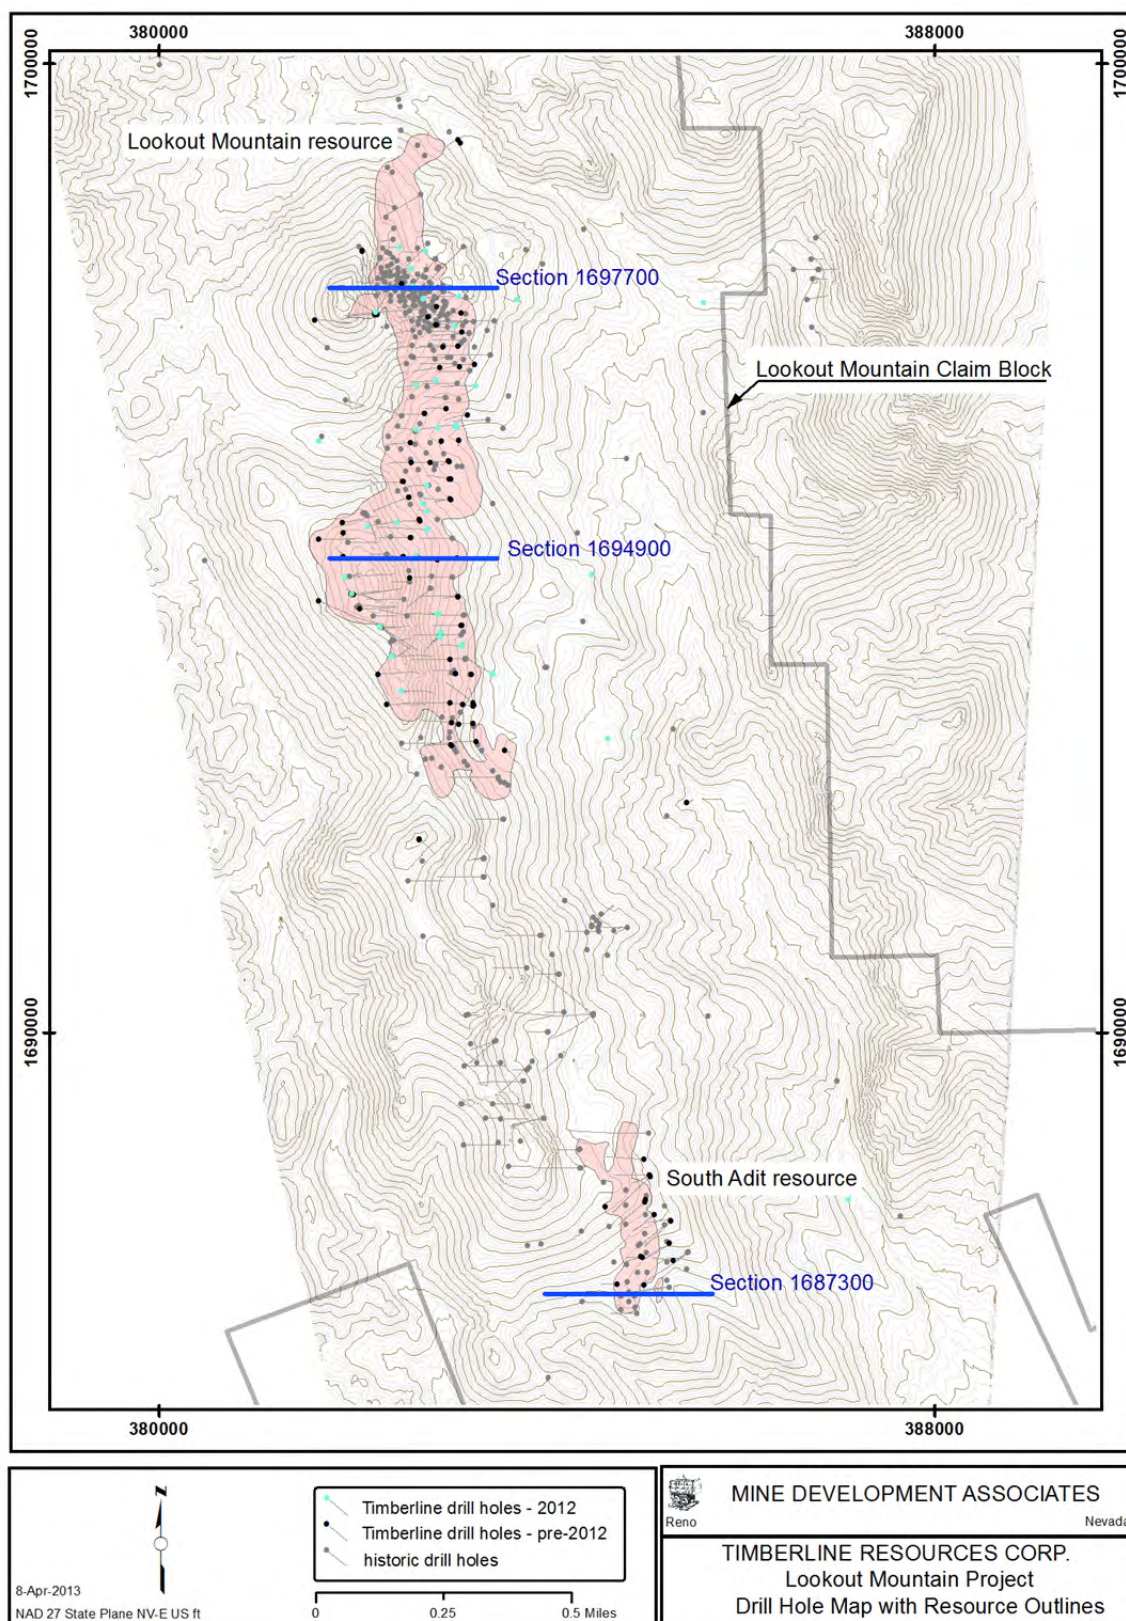 380000
388000
1700000
1700000
Lookout Mountain resource
Section 1697700
Lookout Mountain Claim Block
Section 1694900
1690000
1690000
South Adit resource
Section 1687300
380000
388000
N
Timberline drill holes - 2012
Timberline drill holes - pre-2012
historic drill holes
8-Apr-2013
NAD 27 State Plane NV-E US ft
0 0.25 0.5 Miles
MINE DEVELOPMENT ASSOCIATES
Reno Nevada
TIMBERLINE RESOURCES CORP.
Lookout Mountain Project
Drill Hole Map with Resource Outlines